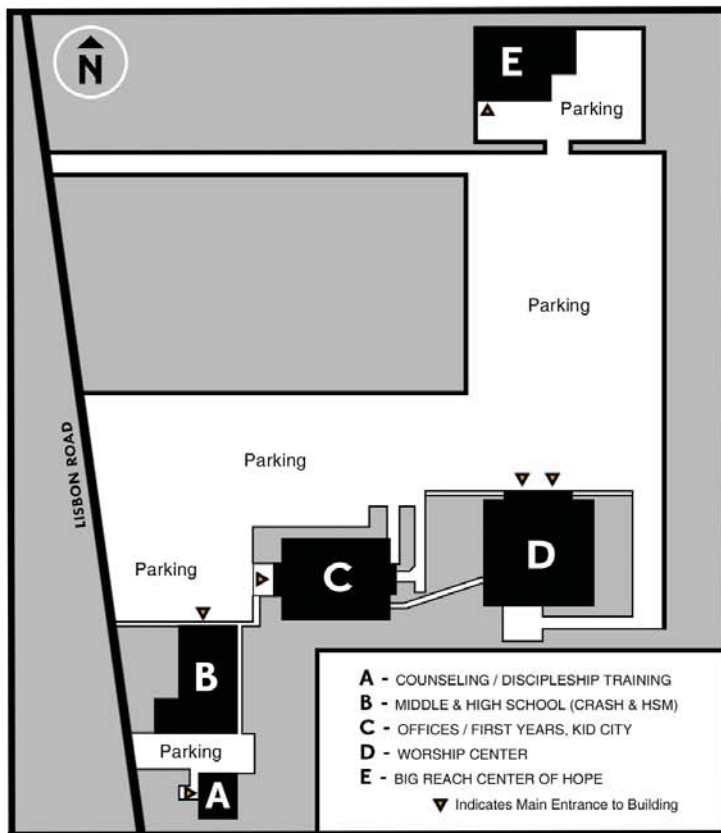 N
E
Parking
Parking
LISBON ROAD
Parking
D
C
Parking
B
Parking
A
A - COUNSELING / DISCIPLESHIP TRAINING
B - MIDDLE & HIGH SCHOOL (CRASH & HSM)
C - OFFICES / FIRST YEARS, KID CITY
D - WORSHIP CENTER
E - BIG REACH CENTER OF HOPE
Indicates Main Entrance to Building